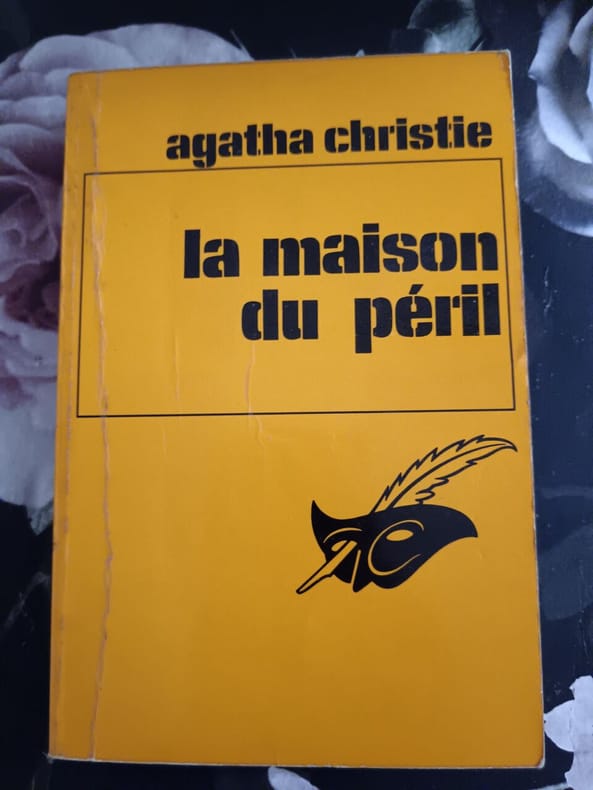 agatha christie
la maison
du péril